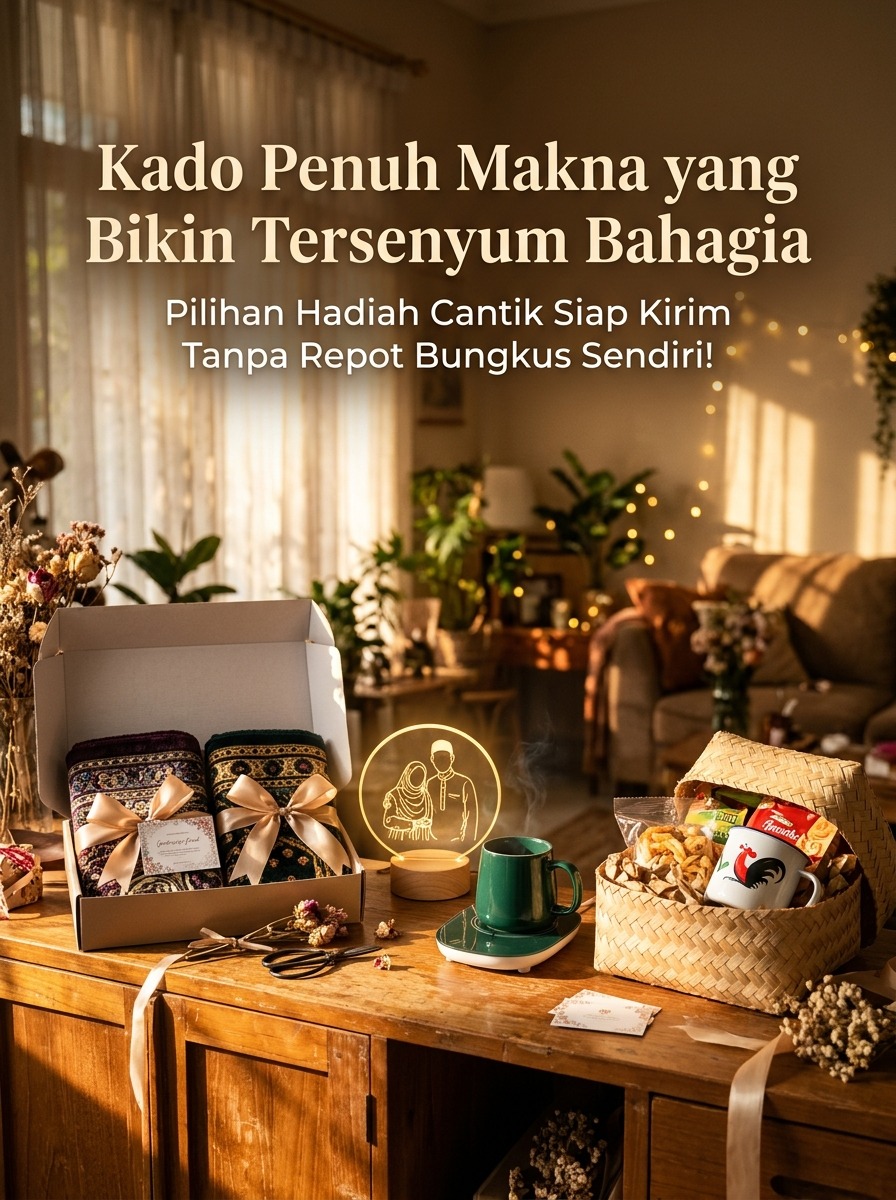 Kado Penuh Makna yang
Bikin Tersenyum Bahagia
Pilihan Hadiah Cantik Siap Kirim
Tanpa Repot Bungkus Sendiri!